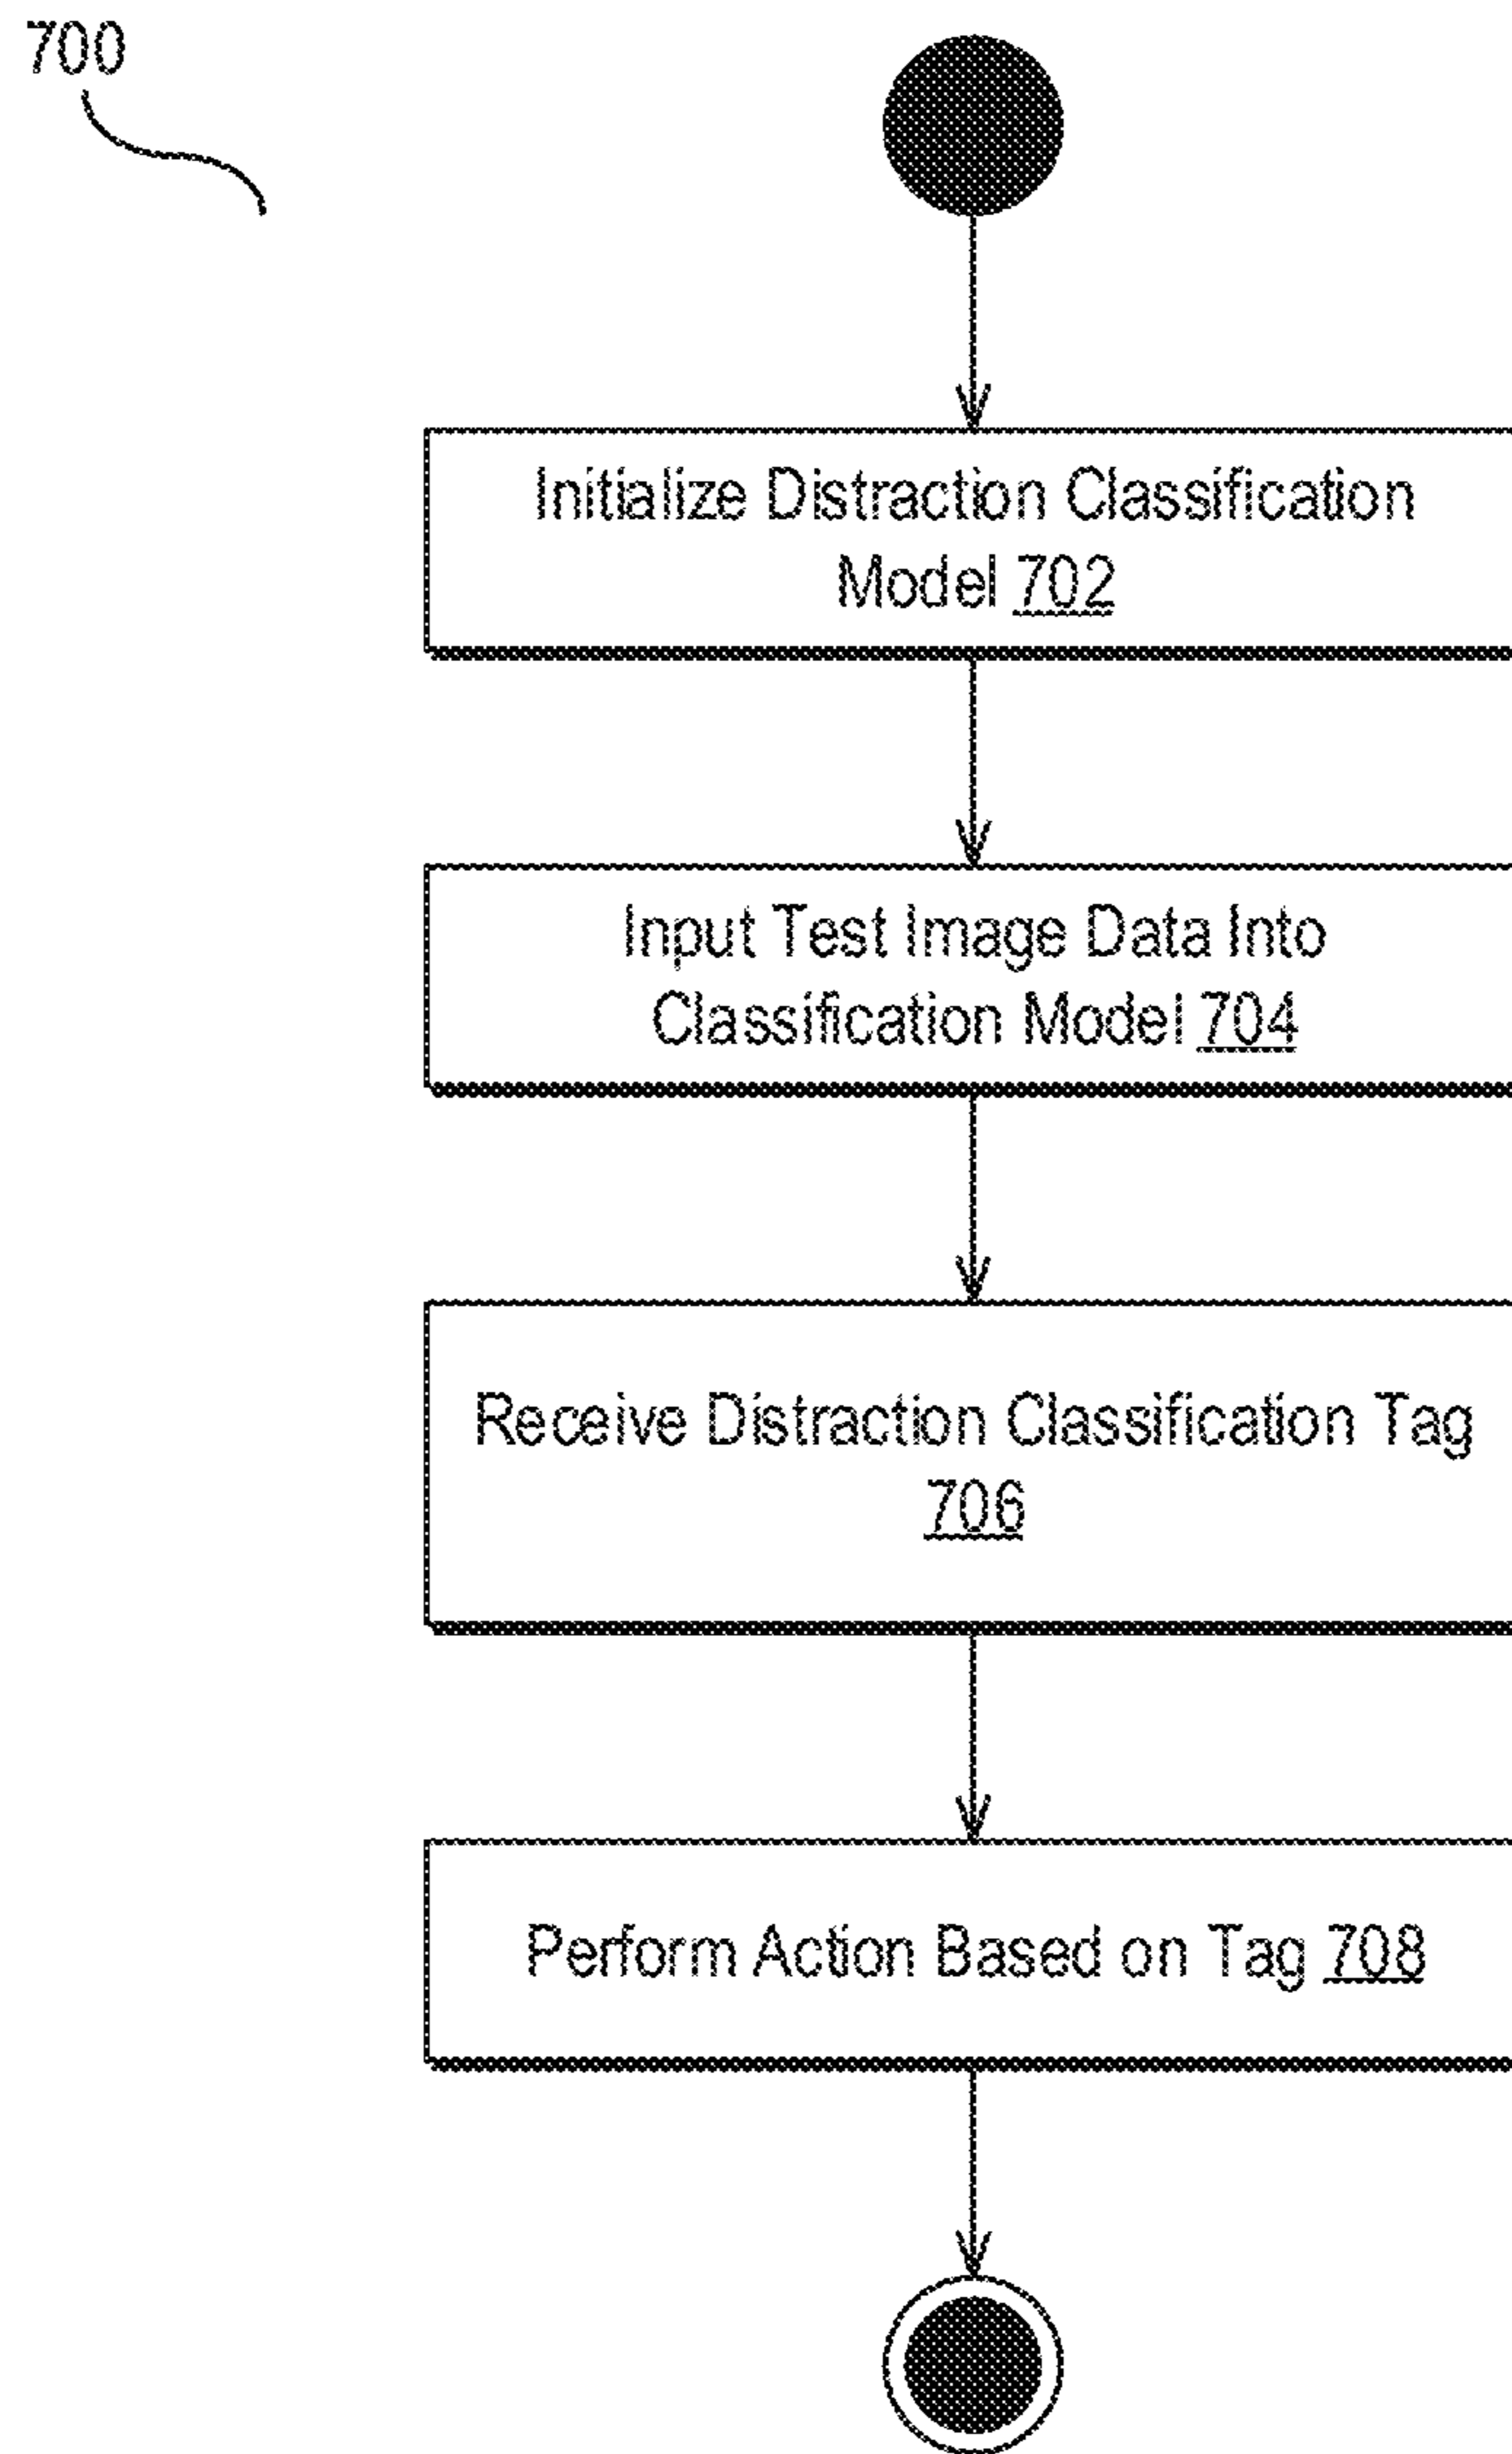 700
Initialize Distraction Classification
Model 702
Input Test Image Data Into
Classification Model 704
Receive Distraction Classification Tag
706
Perform Action Based on Tag 708